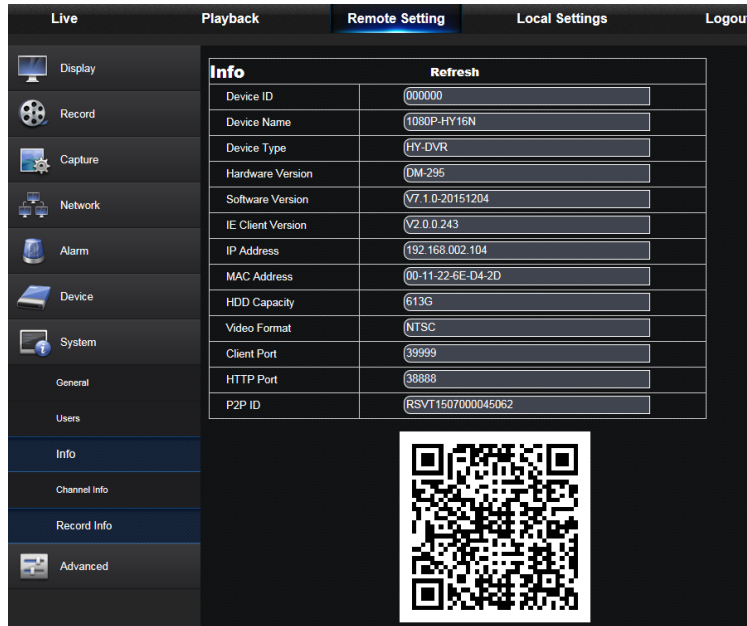 Live Playback Remote Setting Local Settings Logou
Display
Record
Capture
Network
Alarm
Device
System
General
Users
Info
Channel Info
Record Info
Advanced
Info Refresh
Device ID 000000
Device Name 1080P-HY16N
Device Type HY-DVR
Hardware Version DM-295
Software Version V7.1.0-20151204
IE Client Version V2.0.0.243
IP Address 192.168.002.104
MAC Address 00-11-22-6E-D4-2D
HDD Capacity 613G
Video Format NTSC
Client Port 39999
HTTP Port 38888
P2P ID RSVT1507000045062